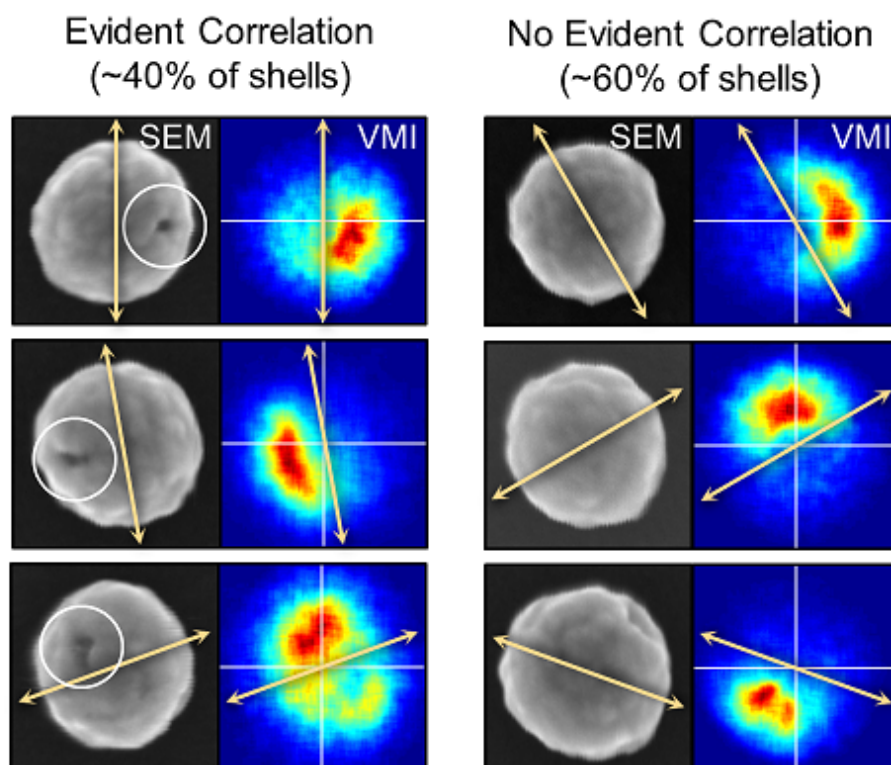 Evident Correlation
(~40% of shells)
No Evident Correlation
(~60% of shells)
SEM
VMI
SEM
VMI